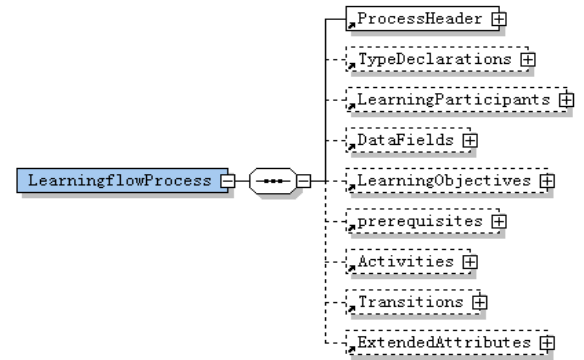 ProcessHeader
TypeDeclarations
LearningParticipants
DataFields
LearningflowProcess
LearningObjectives
prerequisites
Activities
Transitions
ExtendedAttributes